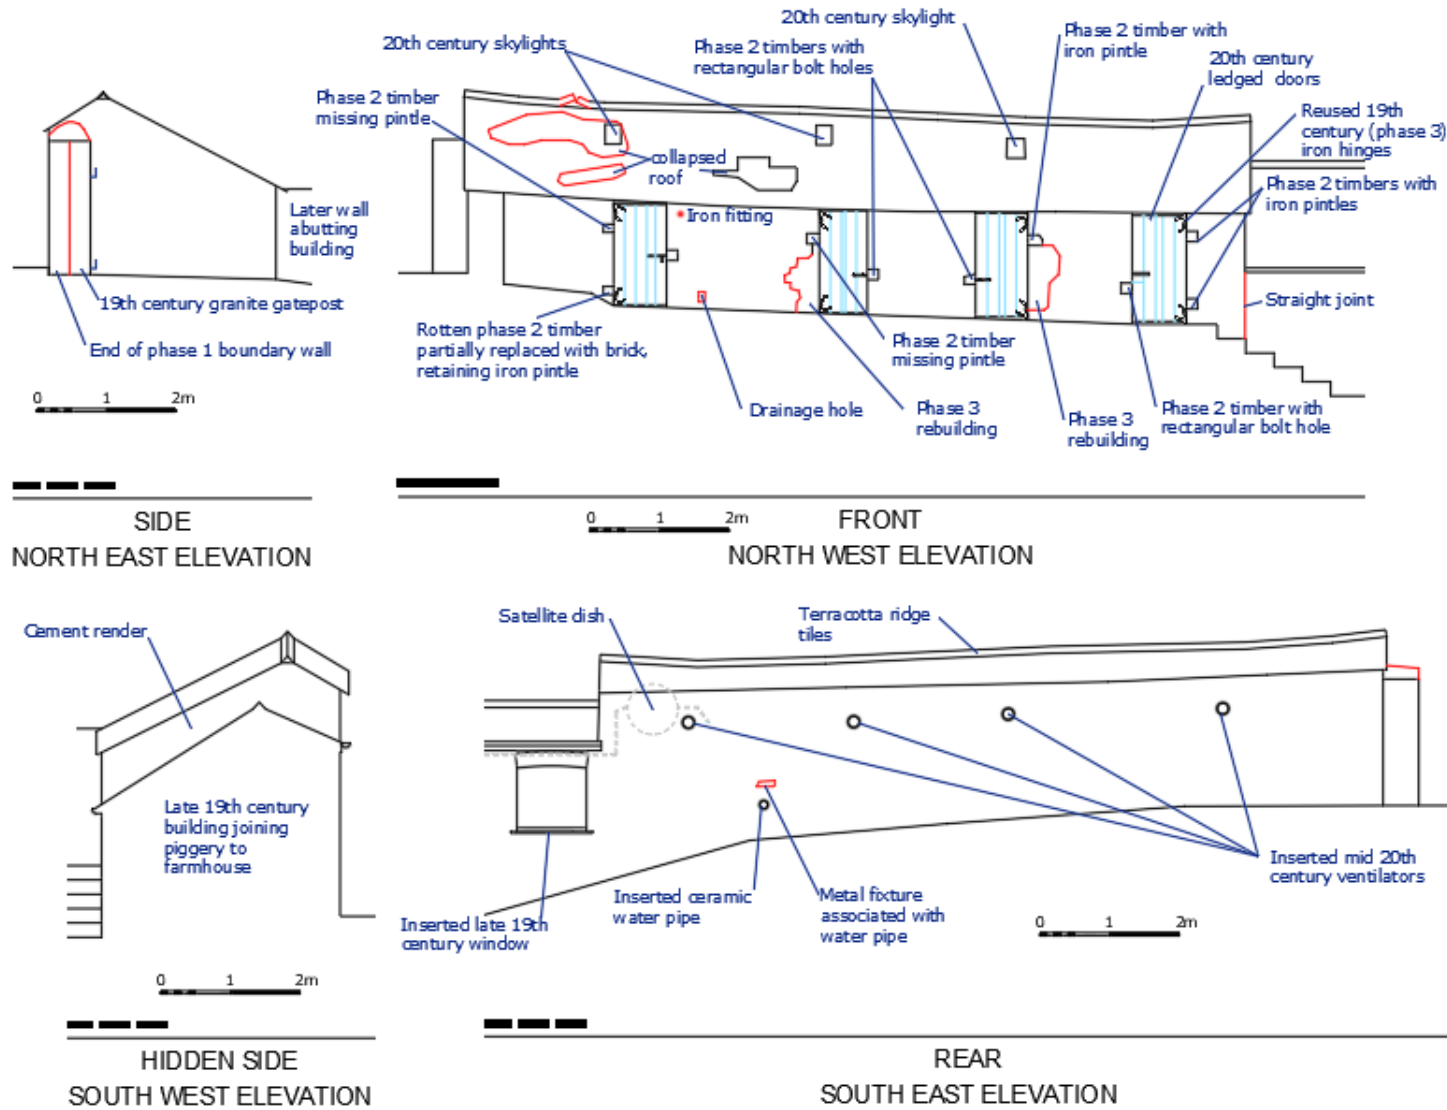 20th century skylights
Phase 2 timber
missing pintle
Phase 2 timbers with
rectangular bolt holes
20th century skylight
Phase 2 timber with
iron pintle
20th century
ledged doors
Reused 19th
century (phase 3)
iron hinges
Phase 2 timbers with
iron pintles
collapsed
roof
Iron fitting
Later wall
abutting
building
19th century granite gatepost
End of phase 1 boundary wall
0 1 2m
Rotten phase 2 timber
partially replaced with brick,
retaining iron pintle
Drainage hole
Phase 2 timber
missing pintle
Phase 3
rebuilding
Phase 3
rebuilding
Phase 2 timber with
rectangular bolt hole
Straight joint
SIDE
NORTH EAST ELEVATION
0 1 2m
FRONT
NORTH WEST ELEVATION
Cement render
Late 19th century
building joining
piggery to
farmhouse
0 1 2m
HIDDEN SIDE
SOUTH WEST ELEVATION
Satellite dish
Terracotta ridge
tiles
Inserted late 19th
century window
Inserted ceramic
water pipe
Metal fixture
associated with
water pipe
Inserted mid 20th
century ventilators
0 1 2m
REAR
SOUTH EAST ELEVATION